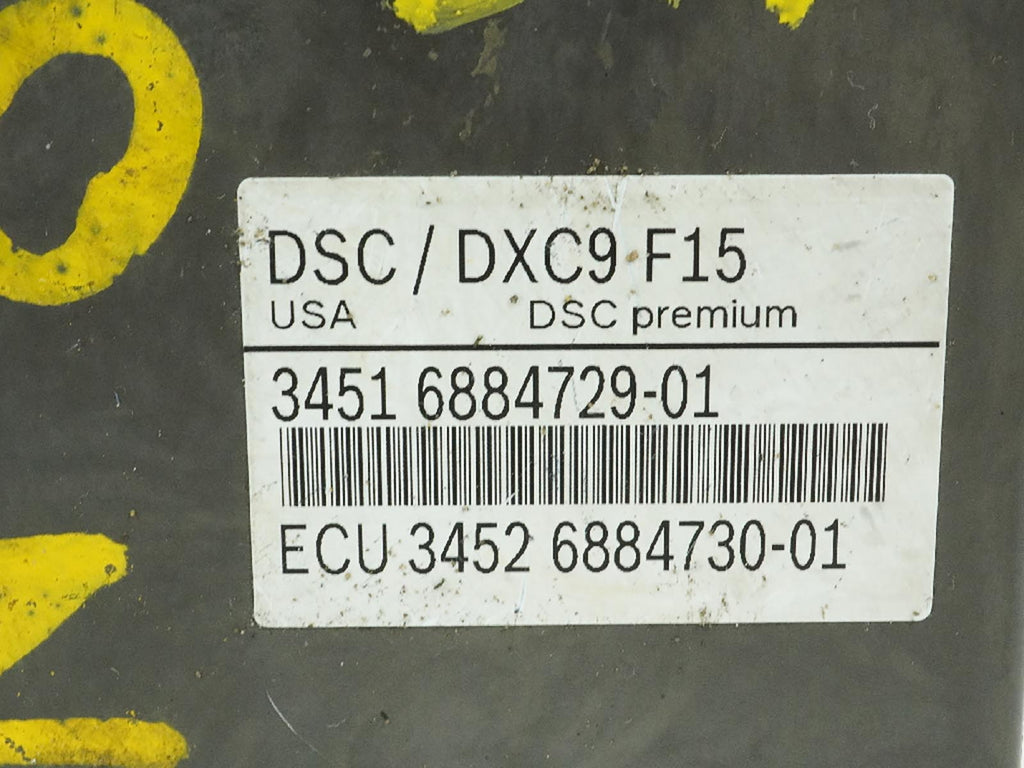 DSC / DXC9 F15
USA DSC premium
3451 6884729-01
ECU 3452 6884730-01